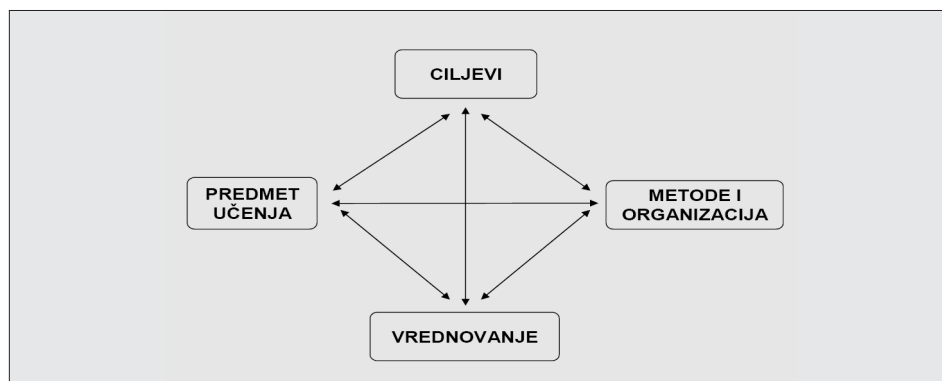 CILJEVI
PREDMET
UČENJA
METODE I
ORGANIZACIJA
VREDNOVANJE